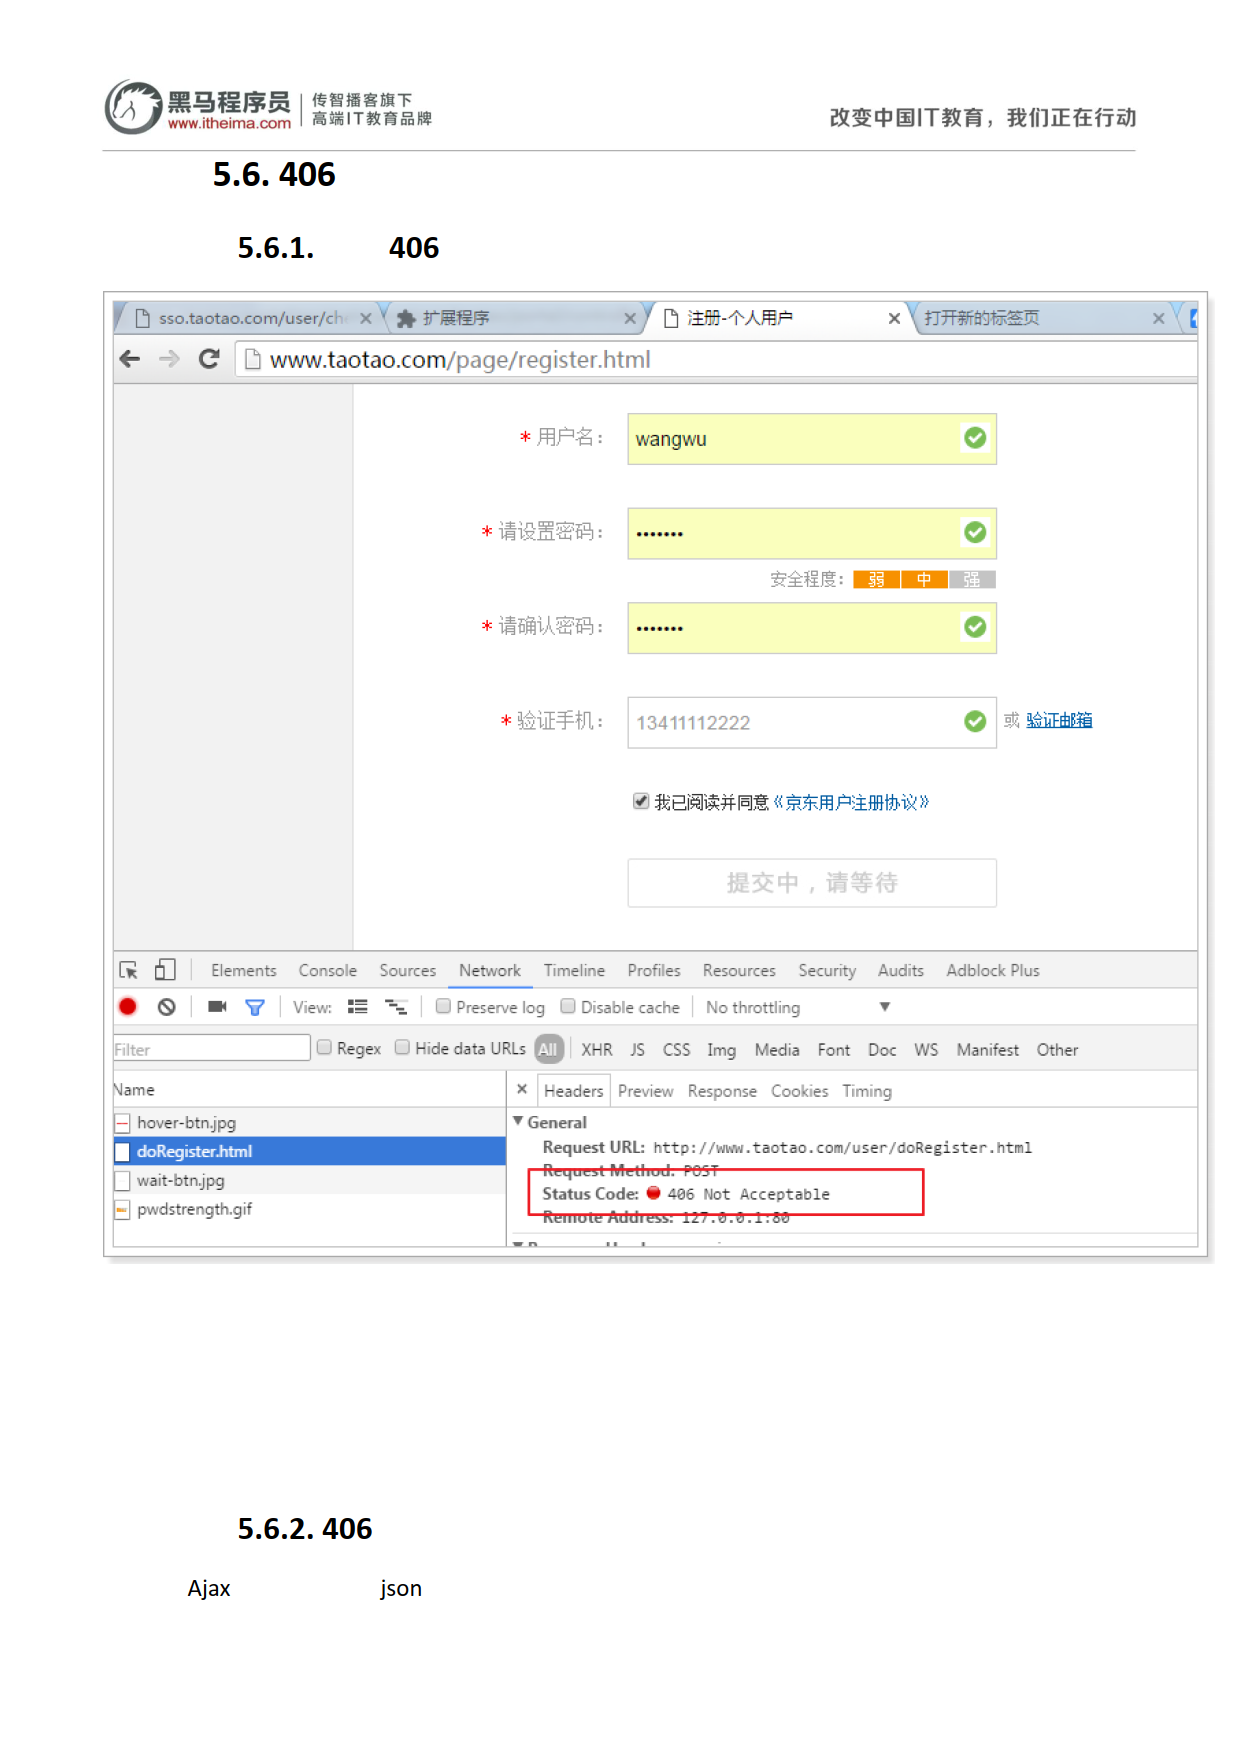 黑马程序员
www.itheima.com
传智播客旗下
高端IT教育品牌
改变中国IT教育，我们正在行动
5.6. 406
5.6.1. 406
sso.taotao.com/user/ch
扩展程序
注册-个人用户
打开新的标签页
www.taotao.com/page/register.html
* 用户名：
wangwu
* 请设置密码：
•••••••
安全程度： 弱 中 强
* 请确认密码：
•••••••
* 验证手机：
13411112222
或 验证邮箱
我已阅读并同意《京东用户注册协议》
提交中，请等待
Elements Console Sources Network Timeline Profiles Resources Security Audits Adblock Plus
View: Preserve log Disable cache No throttling
Filter Regex Hide data URLs All XHR JS CSS Img Media Font Doc WS Manifest Other
Name
× Headers Preview Response Cookies Timing
hover-btn.jpg
doRegister.html
wait-btn.jpg
pwdstrength.gif
General
Request URL: http://www.taotao.com/user/doRegister.html
Request Method: POST
Status Code: 406 Not Acceptable
Remote Address: 127.0.0.1:80
5.6.2. 406
Ajax json